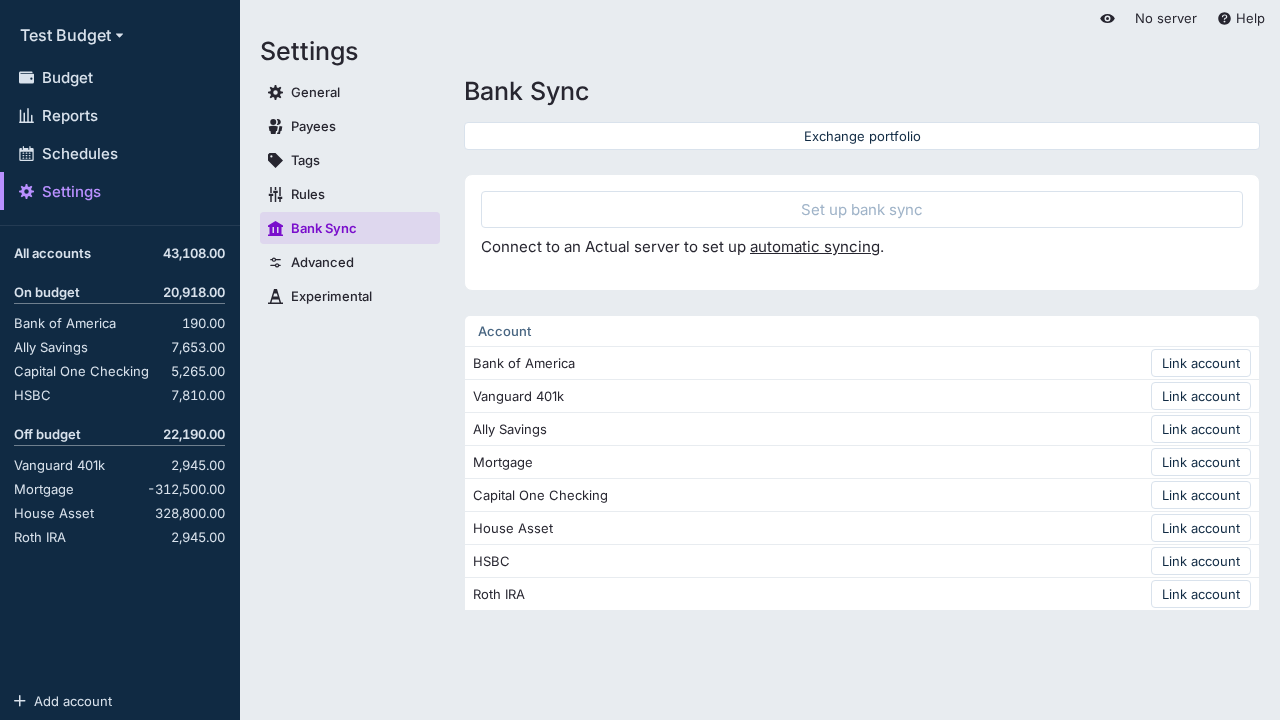 Test Budget
Budget
Reports
Schedules
Settings
All accounts 43,108.00
On budget 20,918.00
Bank of America 190.00
Ally Savings 7,653.00
Capital One Checking 5,265.00
HSBC 7,810.00
Off budget 22,190.00
Vanguard 401k 2,945.00
Mortgage -312,500.00
House Asset 328,800.00
Roth IRA 2,945.00
Add account
No server Help
Settings
General
Payees
Tags
Rules
Bank Sync
Advanced
Experimental
Bank Sync
Exchange portfolio
Set up bank sync
Connect to an Actual server to set up automatic syncing.
Account
Bank of America Link account
Vanguard 401k Link account
Ally Savings Link account
Mortgage Link account
Capital One Checking Link account
House Asset Link account
HSBC Link account
Roth IRA Link account